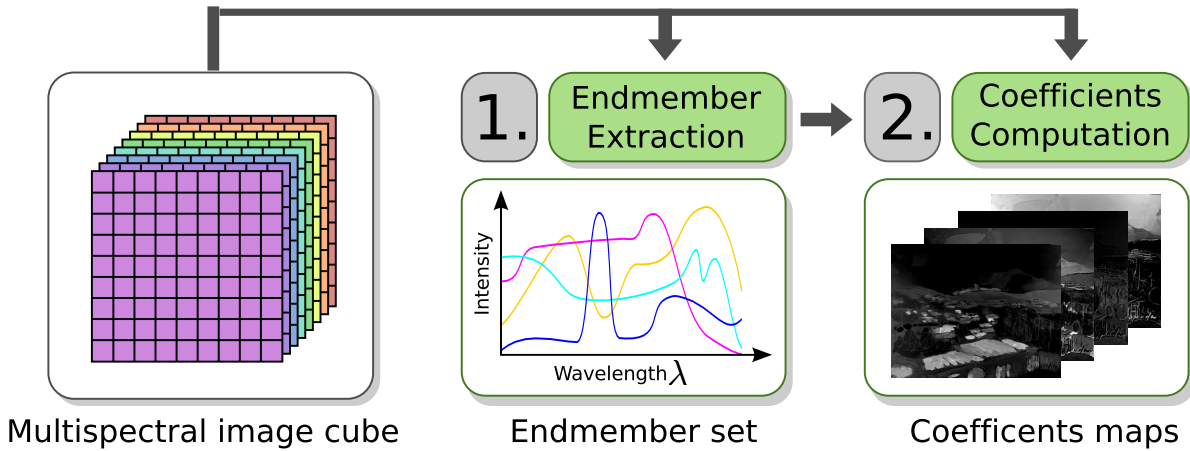 1.
Endmember
Extraction
2.
Coefficients
Computation
Intensity
Wavelength λ
Multispectral image cube
Endmember set
Coefficents maps